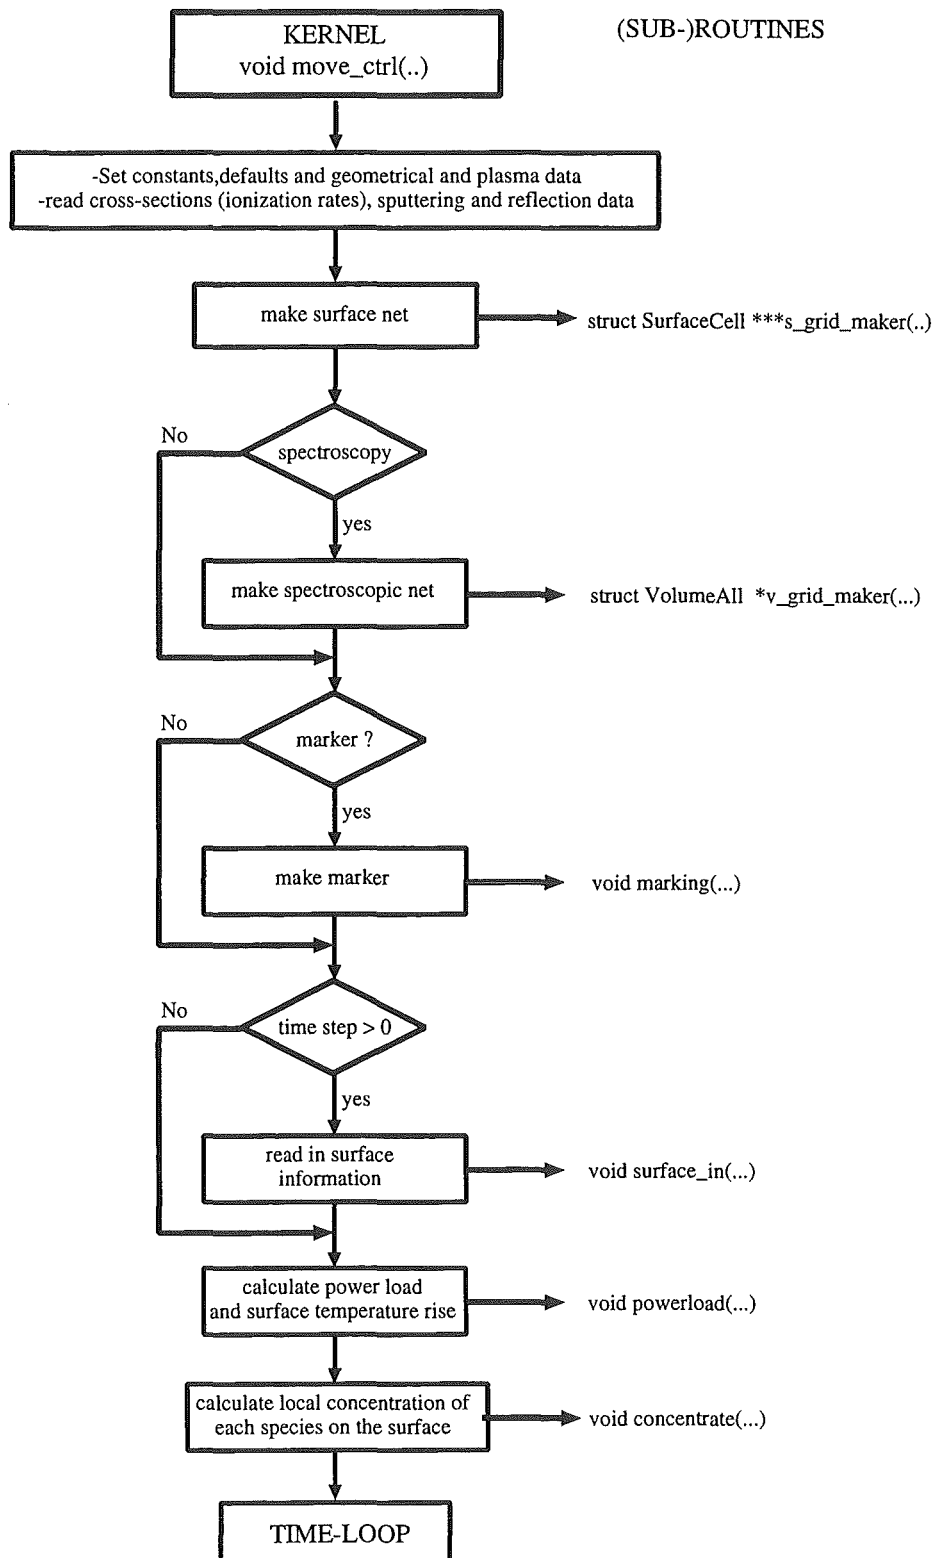 KERNEL
void move_ctrl(..)
(SUB-)ROUTINES
-Set constants,defaults and geometrical and plasma data
-read cross-sections (ionization rates), sputtering and reflection data
make surface net
struct SurfaceCell ***s_grid_maker(..)
No
spectroscopy
yes
make spectroscopic net
struct VolumeAll *v_grid_maker(...)
No
marker ?
yes
make marker
void marking(...)
No
time step > 0
yes
read in surface
information
void surface_in(...)
calculate power load
and surface temperature rise
void powerload(...)
calculate local concentration of
each species on the surface
void concentrate(...)
TIME-LOOP